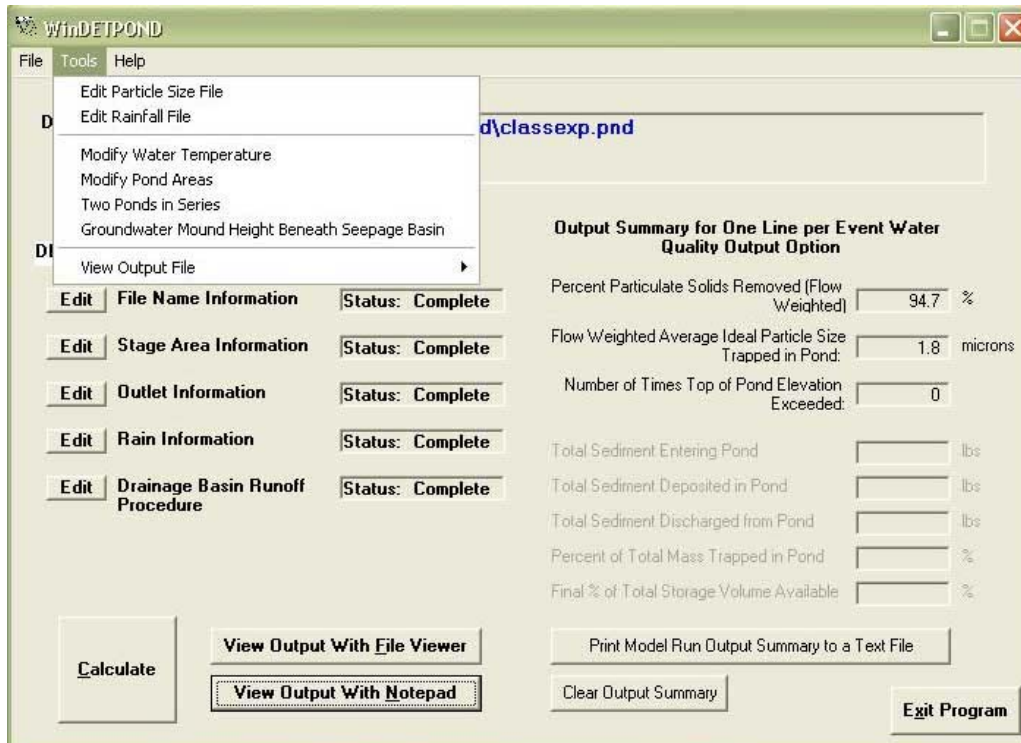 WinDETPOND
File Tools Help
Edit Particle Size File
Edit Rainfall File
Modify Water Temperature
Modify Pond Areas
Two Ponds in Series
Groundwater Mound Height Beneath Seepage Basin
View Output File
D
d\classexp.pnd
Output Summary for One Line per Event Water
Quality Output Option
Edit File Name Information Status: Complete
Edit Stage Area Information Status: Complete
Edit Outlet Information Status: Complete
Edit Rain Information Status: Complete
Edit Drainage Basin Runoff
Procedure Status: Complete
Percent Particulate Solids Removed (Flow
Weighted) 94.7 %
Flow Weighted Average Ideal Particle Size
Trapped in Pond: 1.8 microns
Number of Times Top of Pond Elevation
Exceeded: 0
Total Sediment Entering Pond lbs
Total Sediment Deposited in Pond lbs
Total Sediment Discharged from Pond lbs
Percent of Total Mass Trapped in Pond %
Final % of Total Storage Volume Available %
Calculate
View Output With File Viewer
View Output With Notepad
Print Model Run Output Summary to a Text File
Clear Output Summary
Exit Program